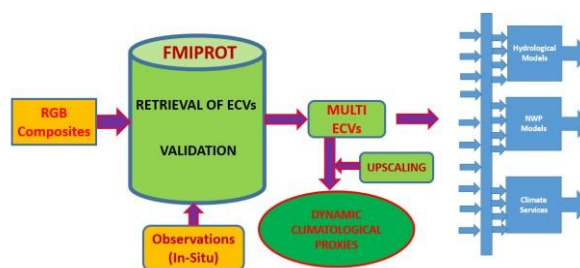 FMIPROT
RETRIEVAL OF ECVs
VALIDATION
RGB
Composites
Observations
(In-Situ)
MULTI
ECVs
UPSCALING
DYNAMIC
CLIMATOLOGICAL
PROXIES
Hydrological
Models
NWP
Models
Climate
Services